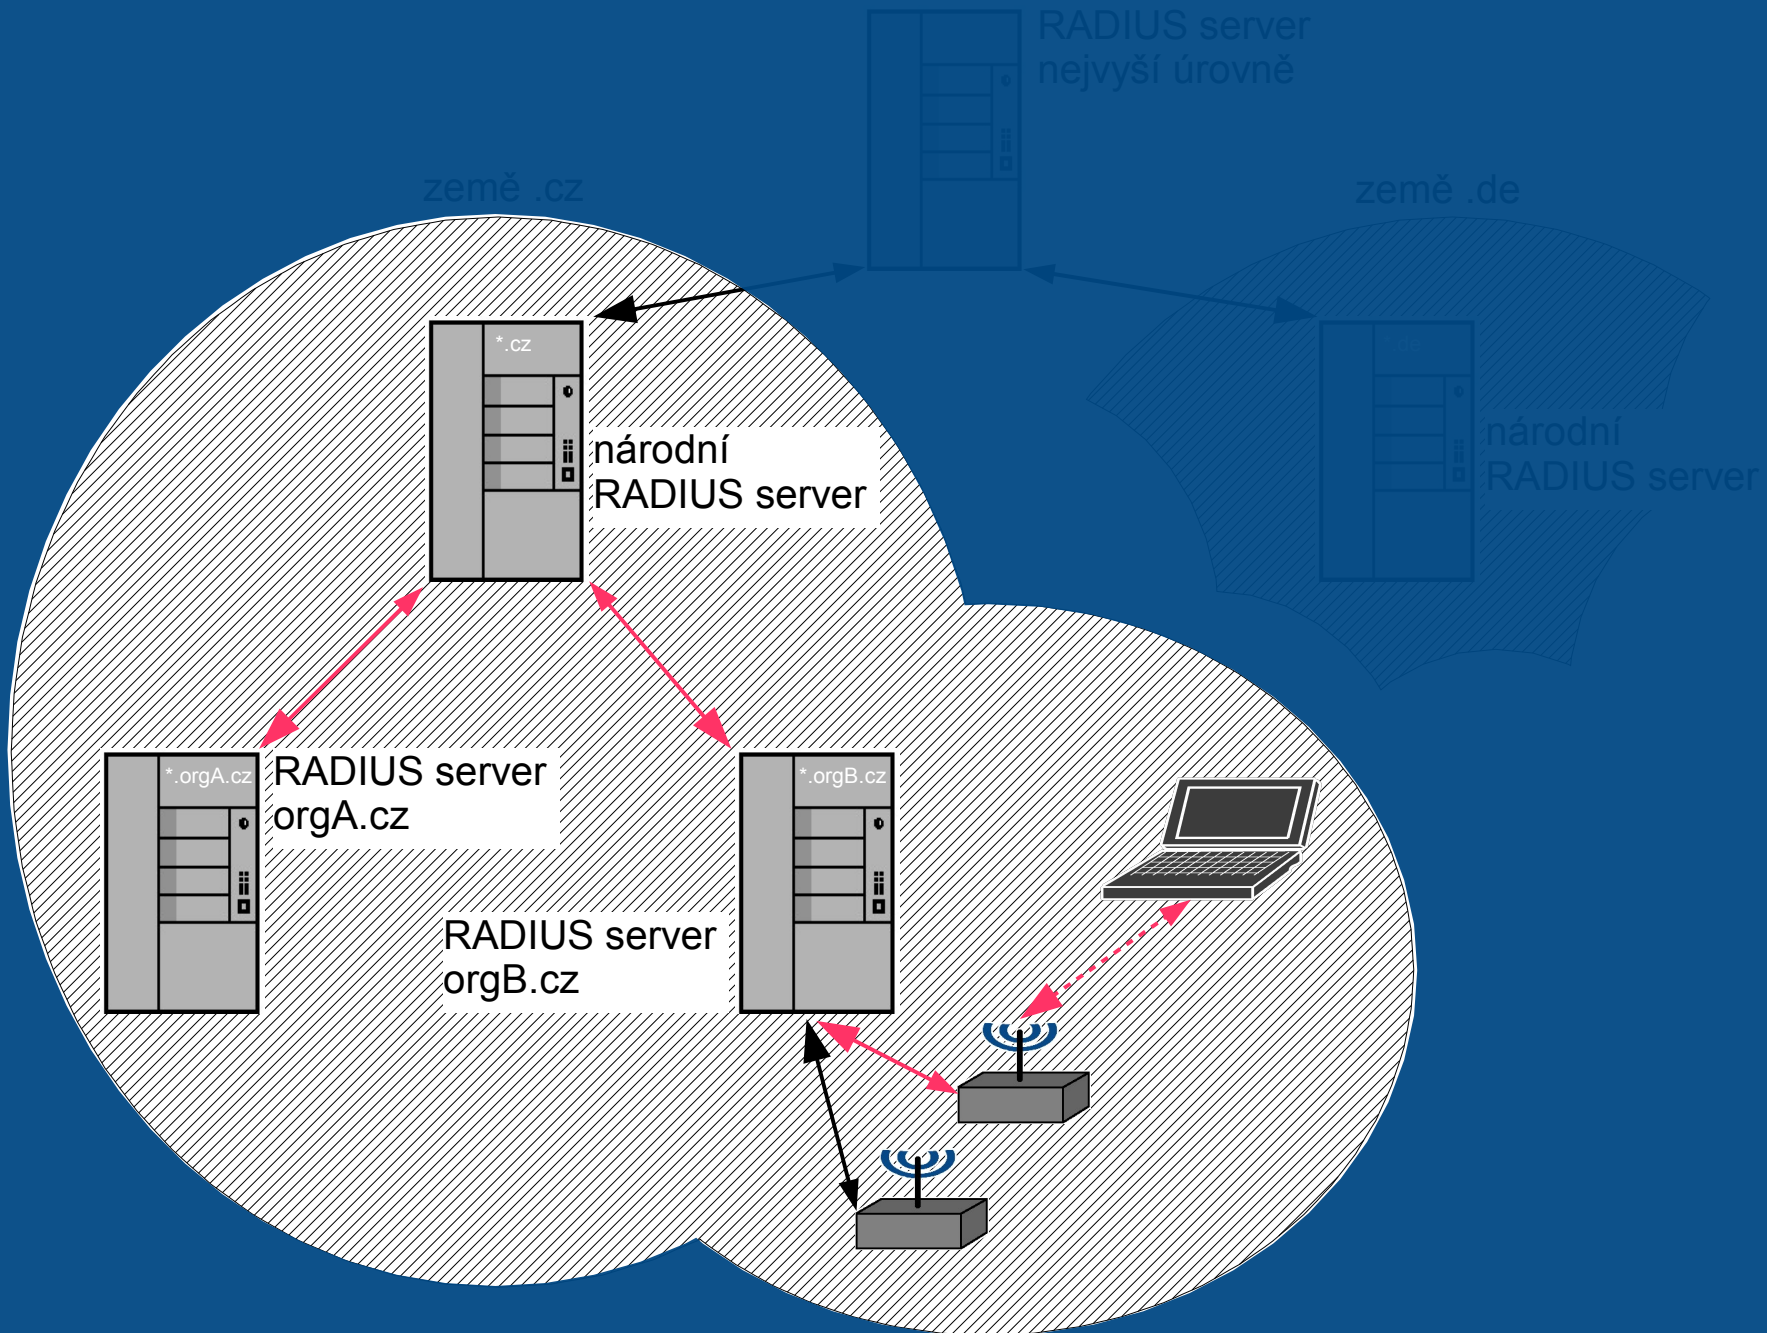 RADIUS server
nejvyší úrovně
země .cz
země .de
*.cz
*.de
národní
RADIUS server
národní
RADIUS server
*.orgA.cz
RADIUS server
orgA.cz
*.orgB.cz
RADIUS server
orgB.cz